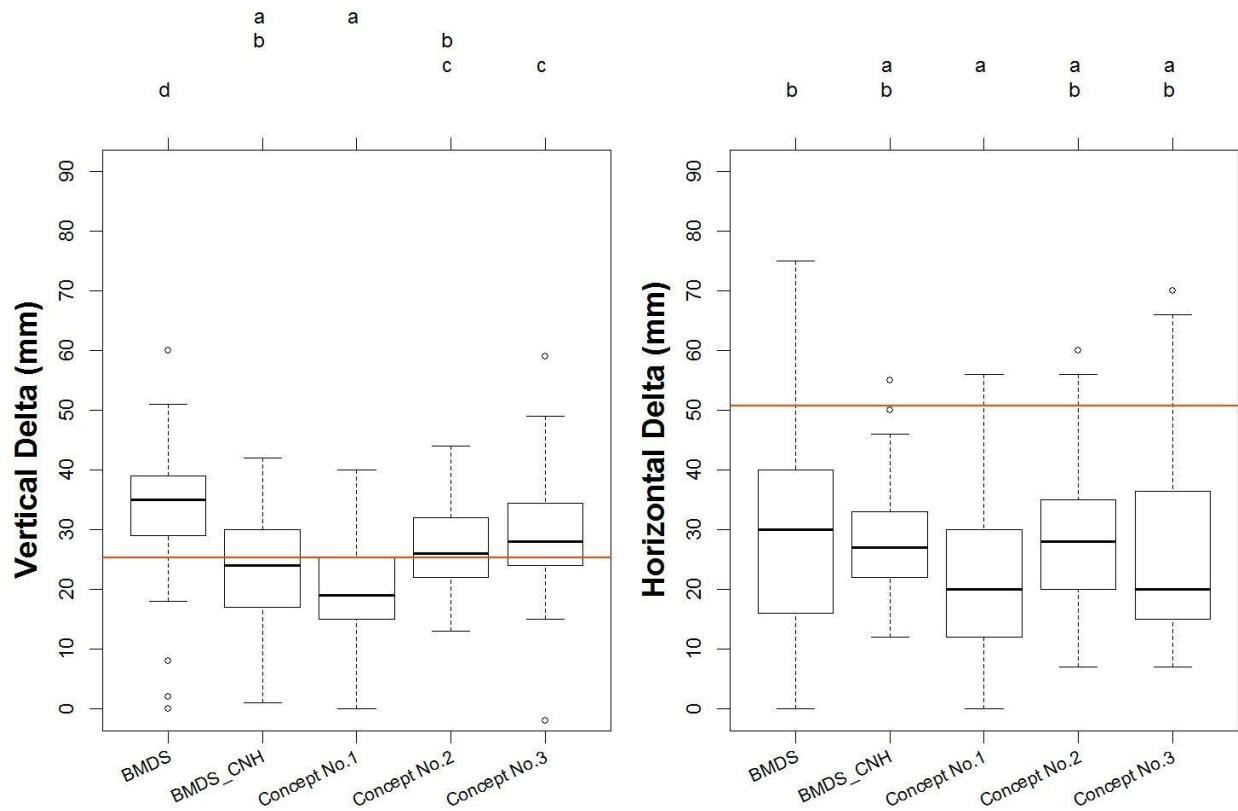 a a b
b c c
d
a a a a
b b b b
Vertical Delta (mm)
90
80
70
60
50
40
30
20
10
0
BMDS
BMDS_CNH
Concept No.1
Concept No.2
Concept No.3
Horizontal Delta (mm)
90
80
70
60
50
40
30
20
10
0
BMDS
BMDS_CNH
Concept No.1
Concept No.2
Concept No.3